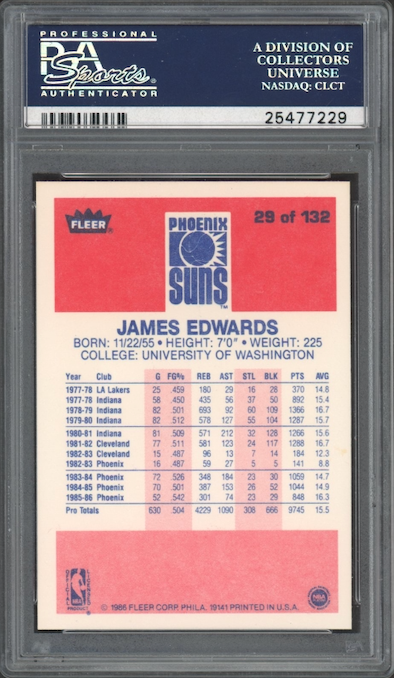 PROFESSIONAL
PSA
Sports
AUTHENTICATOR
A DIVISION OF
COLLECTORS
UNIVERSE
NASDAQ: CLCT
25477229
FLEER
PHOENIX
SUNS
TM
29 of 132
JAMES EDWARDS
BORN: 11/22/55 • HEIGHT: 7'0" • WEIGHT: 225
COLLEGE: UNIVERSITY OF WASHINGTON
Year Club G FG% REB AST STL BLK PTS AVG
1977-78 LA Lakers 25 .459 180 29 16 28 370 14.8
1977-78 Indiana 58 .450 435 56 37 50 892 15.4
1978-79 Indiana 82 .501 693 92 60 109 1366 16.7
1979-80 Indiana 82 .512 578 127 55 104 1287 15.7
1980-81 Indiana 81 .509 571 212 32 128 1266 15.6
1981-82 Cleveland 77 .511 581 123 24 117 1288 16.7
1982-83 Cleveland 15 .487 96 13 7 14 184 12.3
1982-83 Phoenix 16 .487 59 27 5 5 141 8.8
1983-84 Phoenix 72 .526 348 184 23 30 1059 14.7
1984-85 Phoenix 70 .501 387 153 26 52 1044 14.9
1985-86 Phoenix 52 .542 301 74 23 29 848 16.3
Pro Totals 630 .504 4229 1090 308 666 9745 15.5
NBA
PRODUCT
© 1986 FLEER CORP. PHILA. 19141 PRINTED IN U.S.A.